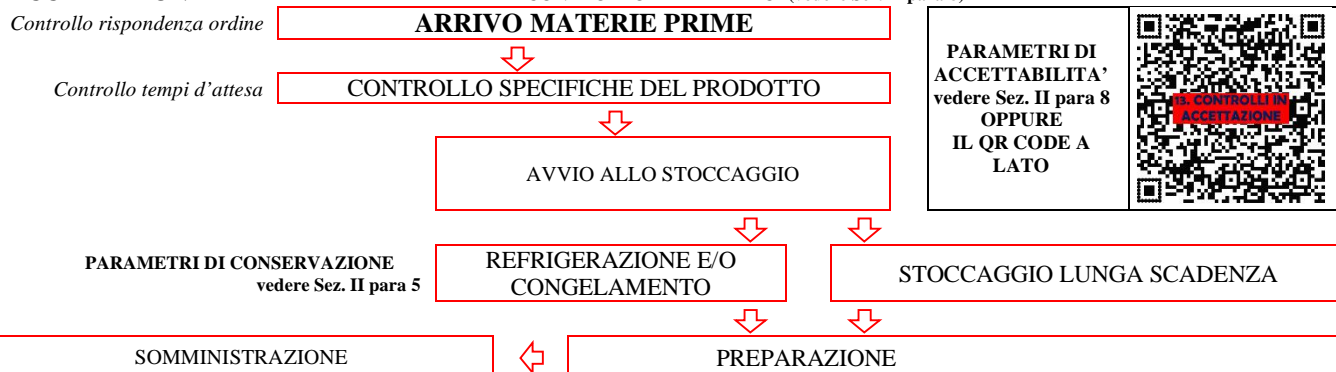 Controllo rispondenza ordine
ARRIVO MATERIE PRIME
Controllo tempi d'attesa
CONTROLLO SPECIFICHE DEL PRODOTTO
PARAMETRI DI
ACCETTABILITA'
vedere Sez. II para 8
OPPURE
IL QR CODE A
LATO
13. CONTROLLI IN
ACCETTAZIONE
AVVIO ALLO STOCCAGGIO
PARAMETRI DI CONSERVAZIONE
vedere Sez. II para 5
REFRIGERAZIONE E/O
CONGELAMENTO
STOCCAGGIO LUNGA SCADENZA
SOMMINISTRAZIONE
PREPARAZIONE